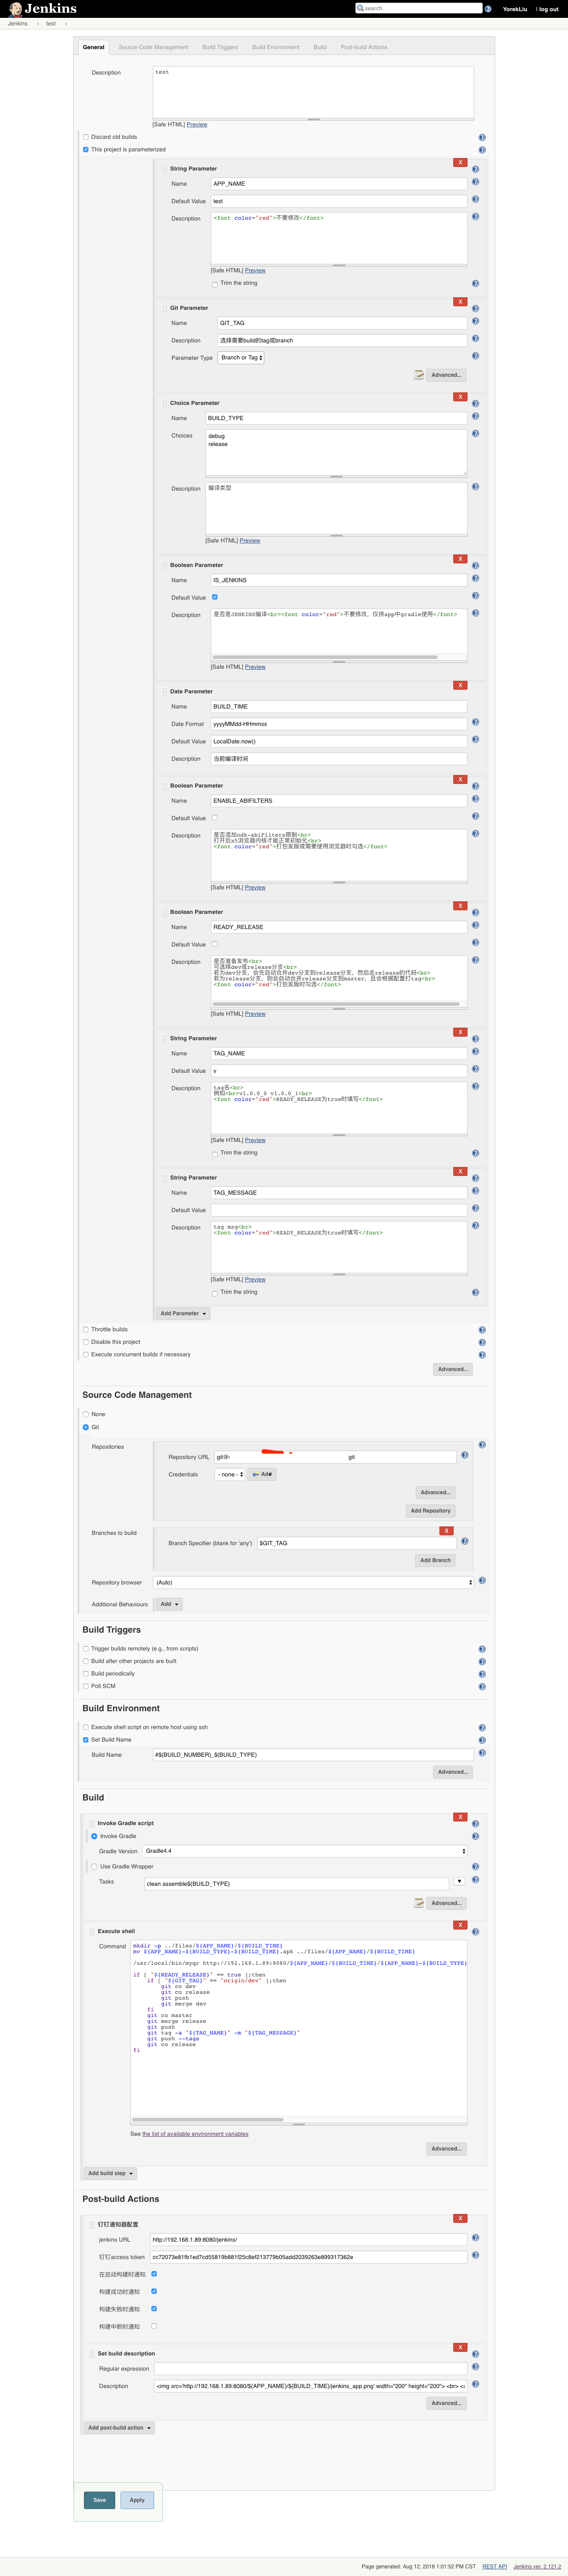 Jenkins
search
YorekLiu
| log out
Jenkins
test
General
Source Code Management
Build Triggers
Build Environment
Build
Post-build Actions
Description
test
[Safe HTML] Preview
Discard old builds
This project is parameterized
X
String Parameter
Name
APP_NAME
Default Value
test
Description
<font color="red">不要修改</font>
[Safe HTML] Preview
Trim the string
X
Git Parameter
Name
GIT_TAG
Description
选择需要build的tag或branch
Parameter Type
Branch or Tag
Advanced...
X
Choice Parameter
Name
BUILD_TYPE
Choices
debug
release
Description
编译类型
[Safe HTML] Preview
X
Boolean Parameter
Name
IS_JENKINS
Default Value
Description
是否是JENKINS编译<br><font color="red">不要修改，仅供app中gradle使用</font>
[Safe HTML] Preview
X
Date Parameter
Name
BUILD_TIME
Date Format
yyyyMMdd-HHmmss
Default Value
LocalDate.now()
Description
当前编译时间
X
Boolean Parameter
Name
ENABLE_ABIFILTERS
Default Value
Description
是否添加ndk-abiFilters限制<br>
打开后x5浏览器内核才能正常初始化<br>
<font color="red">打包发版或需要使用浏览器时勾选</font>
[Safe HTML] Preview
X
Boolean Parameter
Name
READY_RELEASE
Default Value
Description
是否准备发布<br>
可选择dev或release分支<br>
若为dev分支，会先自动合并dev分支到release分支，然后走release的代码<br>
若为release分支，则会自动合并release分支到master，且会根据配置打tag<br>
<font color="red">打包发版时勾选</font>
[Safe HTML] Preview
X
String Parameter
Name
TAG_NAME
Default Value
v
Description
tag名<br>
例如<br>v1.0.0_0 v1.0.0_1<br>
<font color="red">READY_RELEASE为true时填写</font>
[Safe HTML] Preview
Trim the string
X
String Parameter
Name
TAG_MESSAGE
Default Value
Description
tag msg<br>
<font color="red">READY_RELEASE为true时填写</font>
[Safe HTML] Preview
Trim the string
Add Parameter
Throttle builds
Disable this project
Execute concurrent builds if necessary
Advanced...
Source Code Management
None
Git
Repositories
Repository URL
git@
git
Credentials
- none -
Add
Advanced...
Add Repository
Branches to build
X
Branch Specifier (blank for 'any')
$GIT_TAG
Add Branch
Repository browser
(Auto)
Additional Behaviours
Add
Build Triggers
Trigger builds remotely (e.g., from scripts)
Build after other projects are built
Build periodically
Poll SCM
Build Environment
Execute shell script on remote host using ssh
Set Build Name
Build Name
#${BUILD_NUMBER}_${BUILD_TYPE}
Advanced...
Build
X
Invoke Gradle script
Invoke Gradle
Gradle Version
Gradle4.4
Use Gradle Wrapper
Tasks
clean assemble${BUILD_TYPE}
Advanced...
X
Execute shell
Command
mkdir -p ../files/${APP_NAME}/${BUILD_TIME}
mv ${APP_NAME}-${BUILD_TYPE}-${BUILD_TIME}.apk ../files/${APP_NAME}/${BUILD_TIME}
/usr/local/bin/myqr http://192.168.1.89:8080/${APP_NAME}/${BUILD_TIME}/${APP_NAME}-${BUILD_TYPE}
if [ "${READY_RELEASE}" == true ];then
if [ "${GIT_TAG}" == "origin/dev" ];then
git co dev
git co release
git push
git merge dev
fi
git co master
git merge release
git push
git tag -a "${TAG_NAME}" -m "${TAG_MESSAGE}"
git push --tags
git co release
fi
See the list of available environment variables
Advanced...
Add build step
Post-build Actions
X
钉钉通知器配置
jenkins URL
http://192.168.1.89:8080/jenkins/
钉钉access token
cc72073e81fb1ed7cd55819b881f25c8ef213779b05add2039263e899317362e
在启动构建时通知
构建成功时通知
构建失败时通知
构建中断时通知
X
Set build description
Regular expression
Description
<img src='http://192.168.1.89:8080/${APP_NAME}/${BUILD_TIME}/jenkins_app.png' width="200" height="200"> <br>
Advanced...
Add post-build action
Save
Apply
Page generated: Aug 12, 2018 1:01:52 PM CST
REST API
Jenkins ver. 2.121.2